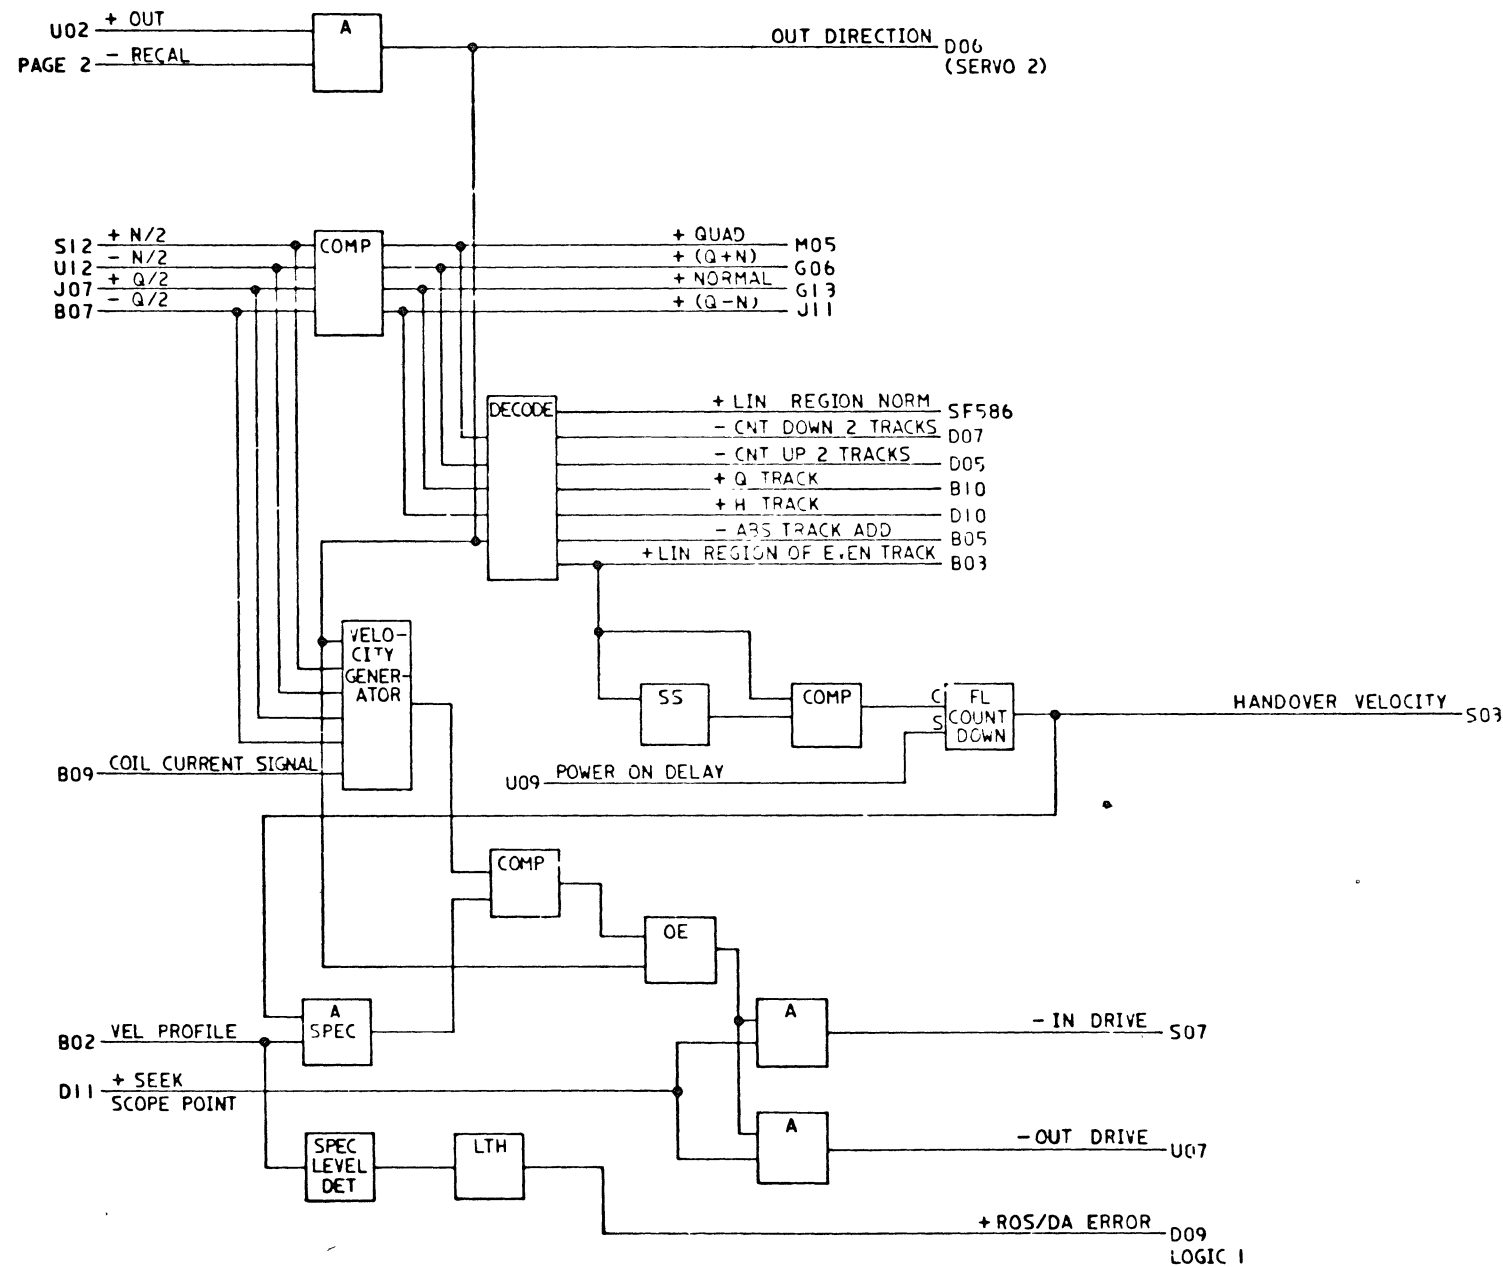 + OUT
U02
A
OUT DIRECTION
D06
(SERVO 2)
PAGE 2
- RECAL
S12
+ N/2
COMP
+ QUAD
M05
U12
- N/2
+ (Q+N)
G06
J07
+ Q/2
+ NORMAL
G13
B07
- Q/2
+ (Q-N)
J11
DECODE
+ LIN REGION NORM
SF586
- CNT DOWN 2 TRACKS
D07
- CNT UP 2 TRACKS
D05
+ Q TRACK
B10
+ H TRACK
D10
- ABS TRACK ADD
B05
+LIN REGION OF EVEN TRACK
B03
VELO-
CITY
GENER-
ATOR
SS
COMP
C
S
FL
COUNT
DOWN
HANDOVER VELOCITY
S03
B09
COIL CURRENT SIGNAL
U09
POWER ON DELAY
COMP
OE
A
SPEC
B02
VEL PROFILE
A
- IN DRIVE
S07
D11
+ SEEK
SCOPE POINT
A
-OUT DRIVE
U07
SPEC
LEVEL
DET
LTH
+ROS/DA ERROR
D09
LOGIC 1